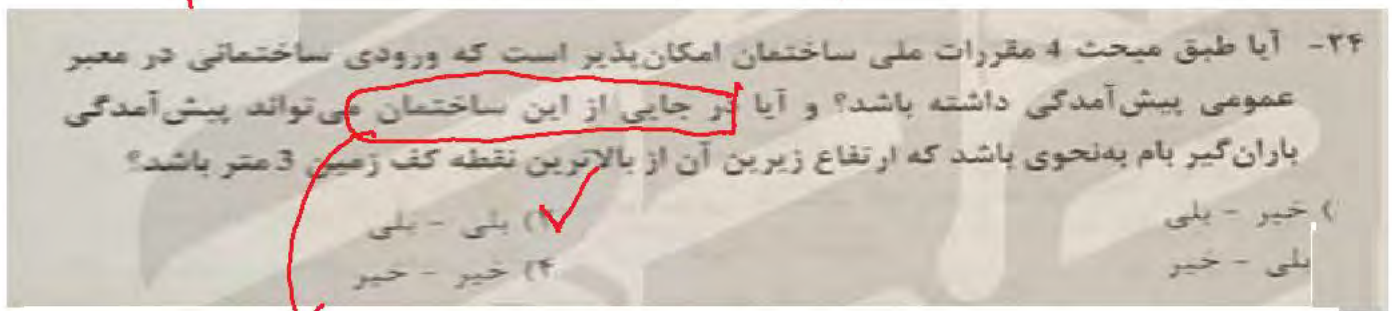 ۳۴- آیا طبق مبحث 4 مقررات ملی ساختمان امکان‌پذیر است که ورودی ساختمانی در معبر
عمومی پیش‌آمدگی داشته باشد؟ و آیا در جایی از این ساختمان می‌تواند پیش‌آمدگی
باران‌گیر بام به‌نحوی باشد که ارتفاع زیرین آن از بالاترین نقطه کف زمین 3 متر باشد؟
) خیر - بلی
) بلی - بلی
بلی - خیر
۴) خیر - خیر